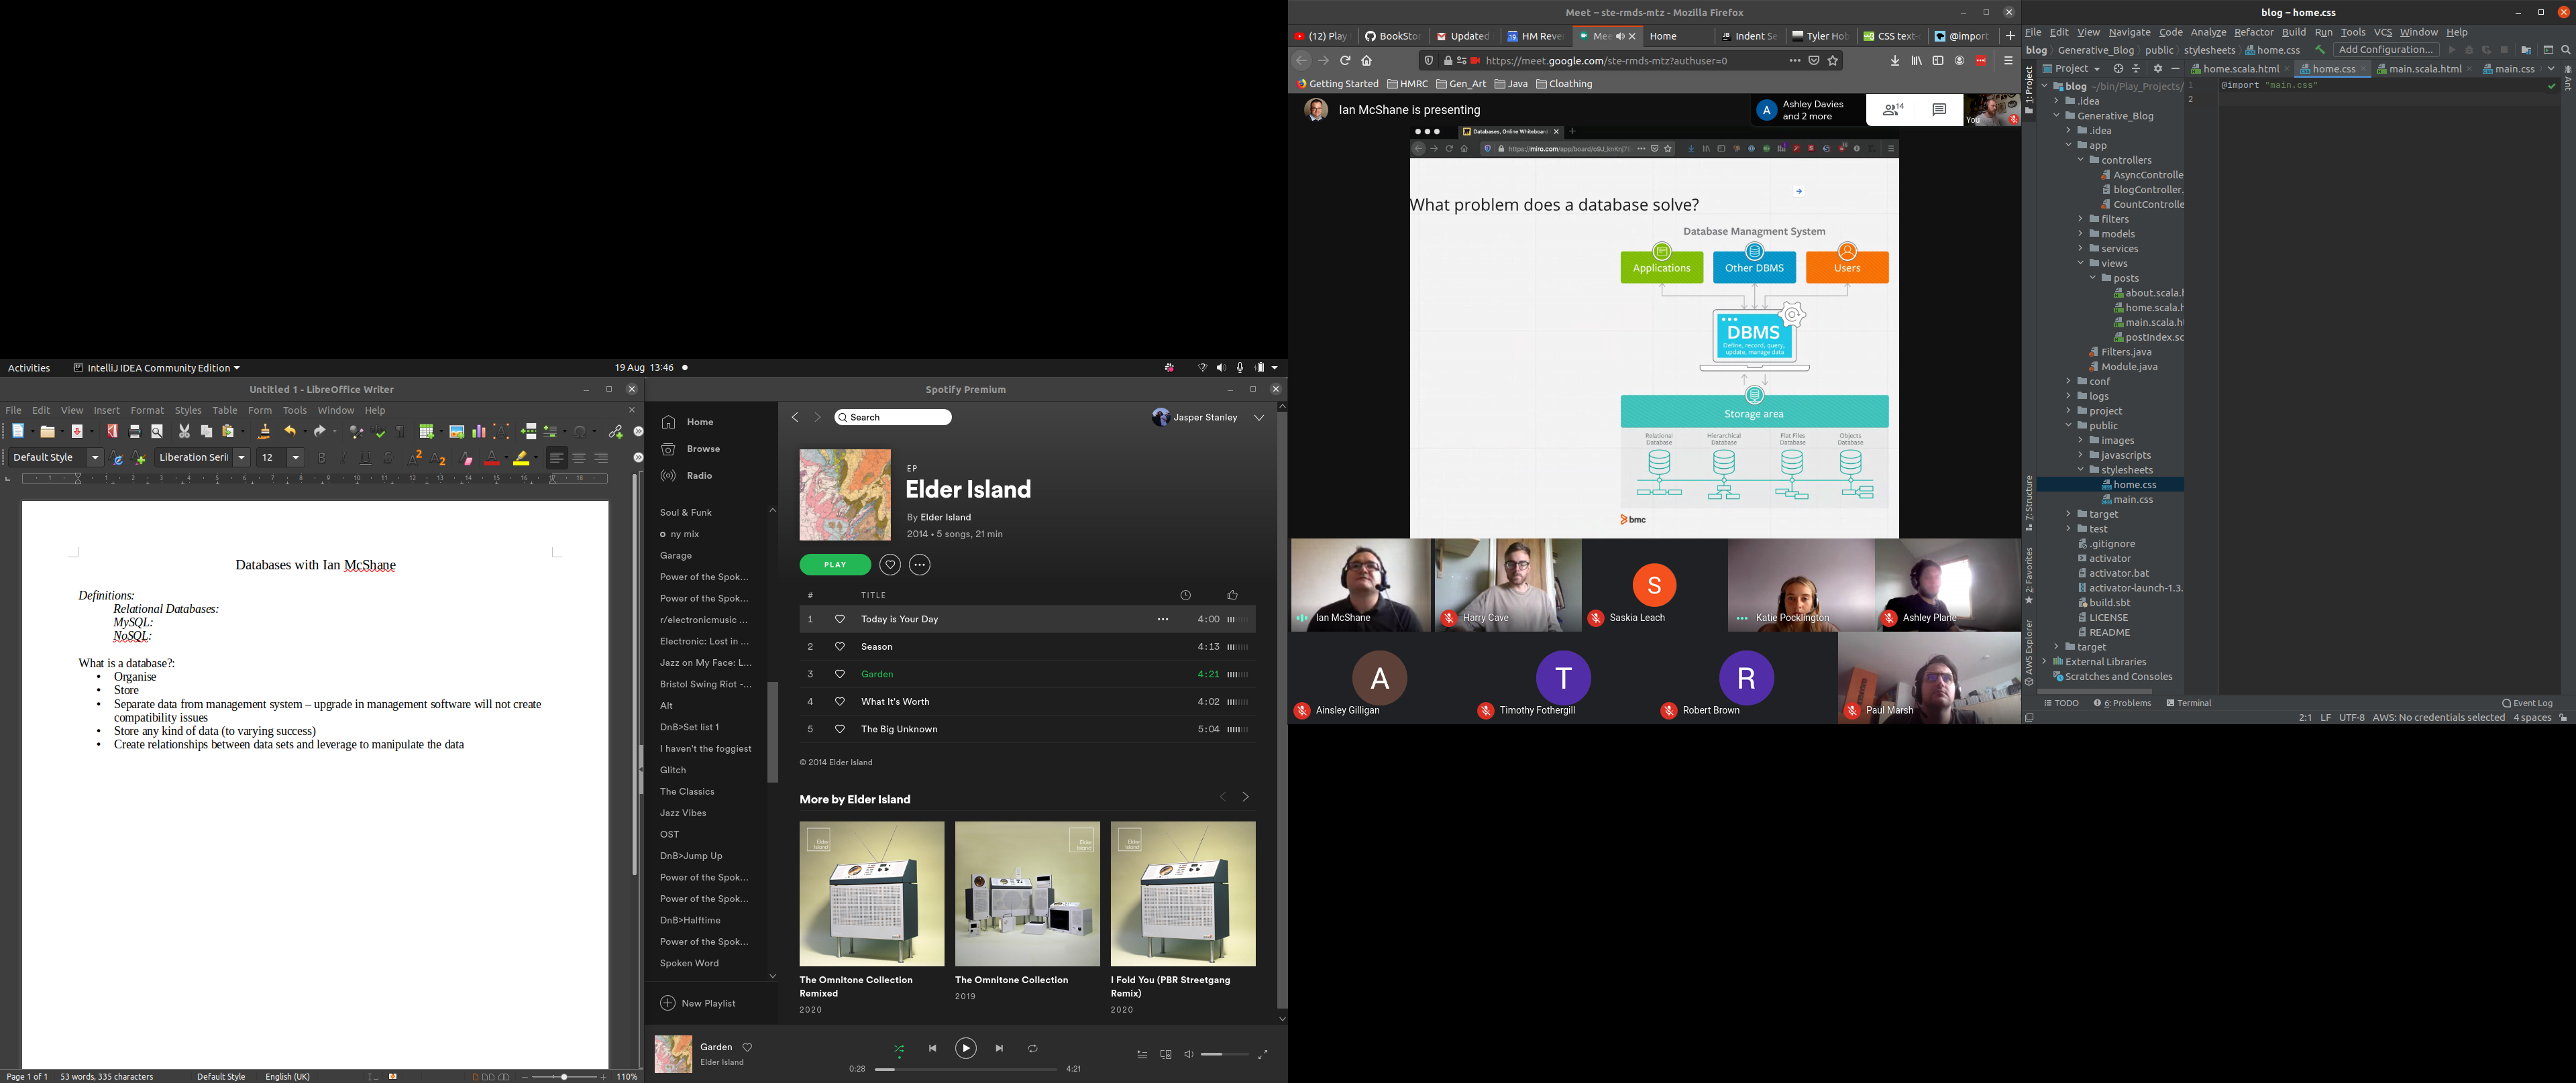 Activities
IntelliJ IDEA Community Edition
19 Aug 13:46
Untitled 1 - LibreOffice Writer
File Edit View Insert Format Styles Table Form Tools Window Help
Default Style
12
Databases with Ian McShane
Definitions:
Relational Databases:
MySQL:
NoSQL:
What is a database?:
• Organise
• Store
• Separate data from management system – upgrade in management software will not create
compatibility issues
• Store any kind of data (to varying success)
• Create relationships between data sets and leverage to manipulate the data
Page 1 of 1 53 words, 335 characters Default Style English (UK) 110%
Spotify Premium
Home
Browse
Radio
Soul & Funk
ny mix
Garage
Power of the Spok...
Power of the Spok...
r/electronicmusic ...
Electronic: Lost in ...
Jazz on My Face: L...
Bristol Swing Riot -...
Alt
DnB>Set list 1
I haven't the foggiest
Glitch
The Classics
Jazz Vibes
OST
DnB>Jump Up
Power of the Spok...
Power of the Spok...
DnB>Halftime
Power of the Spok...
Spoken Word
New Playlist
Search
Jasper Stanley
EP
Elder Island
By Elder Island
2014 • 5 songs, 21 min
PLAY
# TITLE
1 Today is Your Day 4:00
2 Season 4:13
3 Garden 4:21
4 What It's Worth 4:02
5 The Big Unknown 5:04
© 2014 Elder Island
More by Elder Island
The Omnitone Collection
Remixed
2020
The Omnitone Collection
2019
I Fold You (PBR Streetgang
Remix)
2020
Garden
Elder Island
0:28 4:21
Meet – ste-rmds-mtz - Mozilla Firefox
(12) Play BookStor Updated HM Reve Mee Home Indent Se Tyler Hob CSS text- @import
https://meet.google.com/ste-rmds-mtz?authuser=0
Getting Started HMRC Gen_Art Java Cloathing
Ian McShane is presenting
Ashley Davies
and 2 more
14
You
Databases, Online Whiteboard
What problem does a database solve?
Database Managment System
Applications Other DBMS Users
DBMS
Define, record, query,
update, manage data
Storage area
Relational
Database
Hierarchical
Database
Flat Files
Database
Objects
Database
bmc
Ian McShane
Harry Cave
S
Saskia Leach
Katie Pocklington
Ashley Plane
A
Ainsley Gilligan
T
Timothy Fothergill
R
Robert Brown
Paul Marsh
blog – home.css
File Edit View Navigate Code Analyze Refactor Build Run Tools VCS Window Help
blog Generative_Blog public stylesheets home.css Add Configuration...
Project home.scala.html home.css main.scala.html main.css
1: Project
Ant
blog ~/bin/Play_Projects/
.idea
Generative_Blog
.idea
app
controllers
AsyncControlle
blogController.
CountControlle
filters
models
services
views
posts
about.scala.h
home.scala.h
main.scala.ht
postIndex.sc
Filters.java
Module.java
conf
logs
project
public
images
javascripts
stylesheets
home.css
main.css
target
test
.gitignore
activator
activator.bat
activator-launch-1.3.
build.sbt
LICENSE
README
target
External Libraries
Scratches and Consoles
1 @import "main.css"
2
7: Structure
2: Favorites
AWS Explorer
TODO 6: Problems Terminal Event Log
2:1 LF UTF-8 AWS: No credentials selected 4 spaces